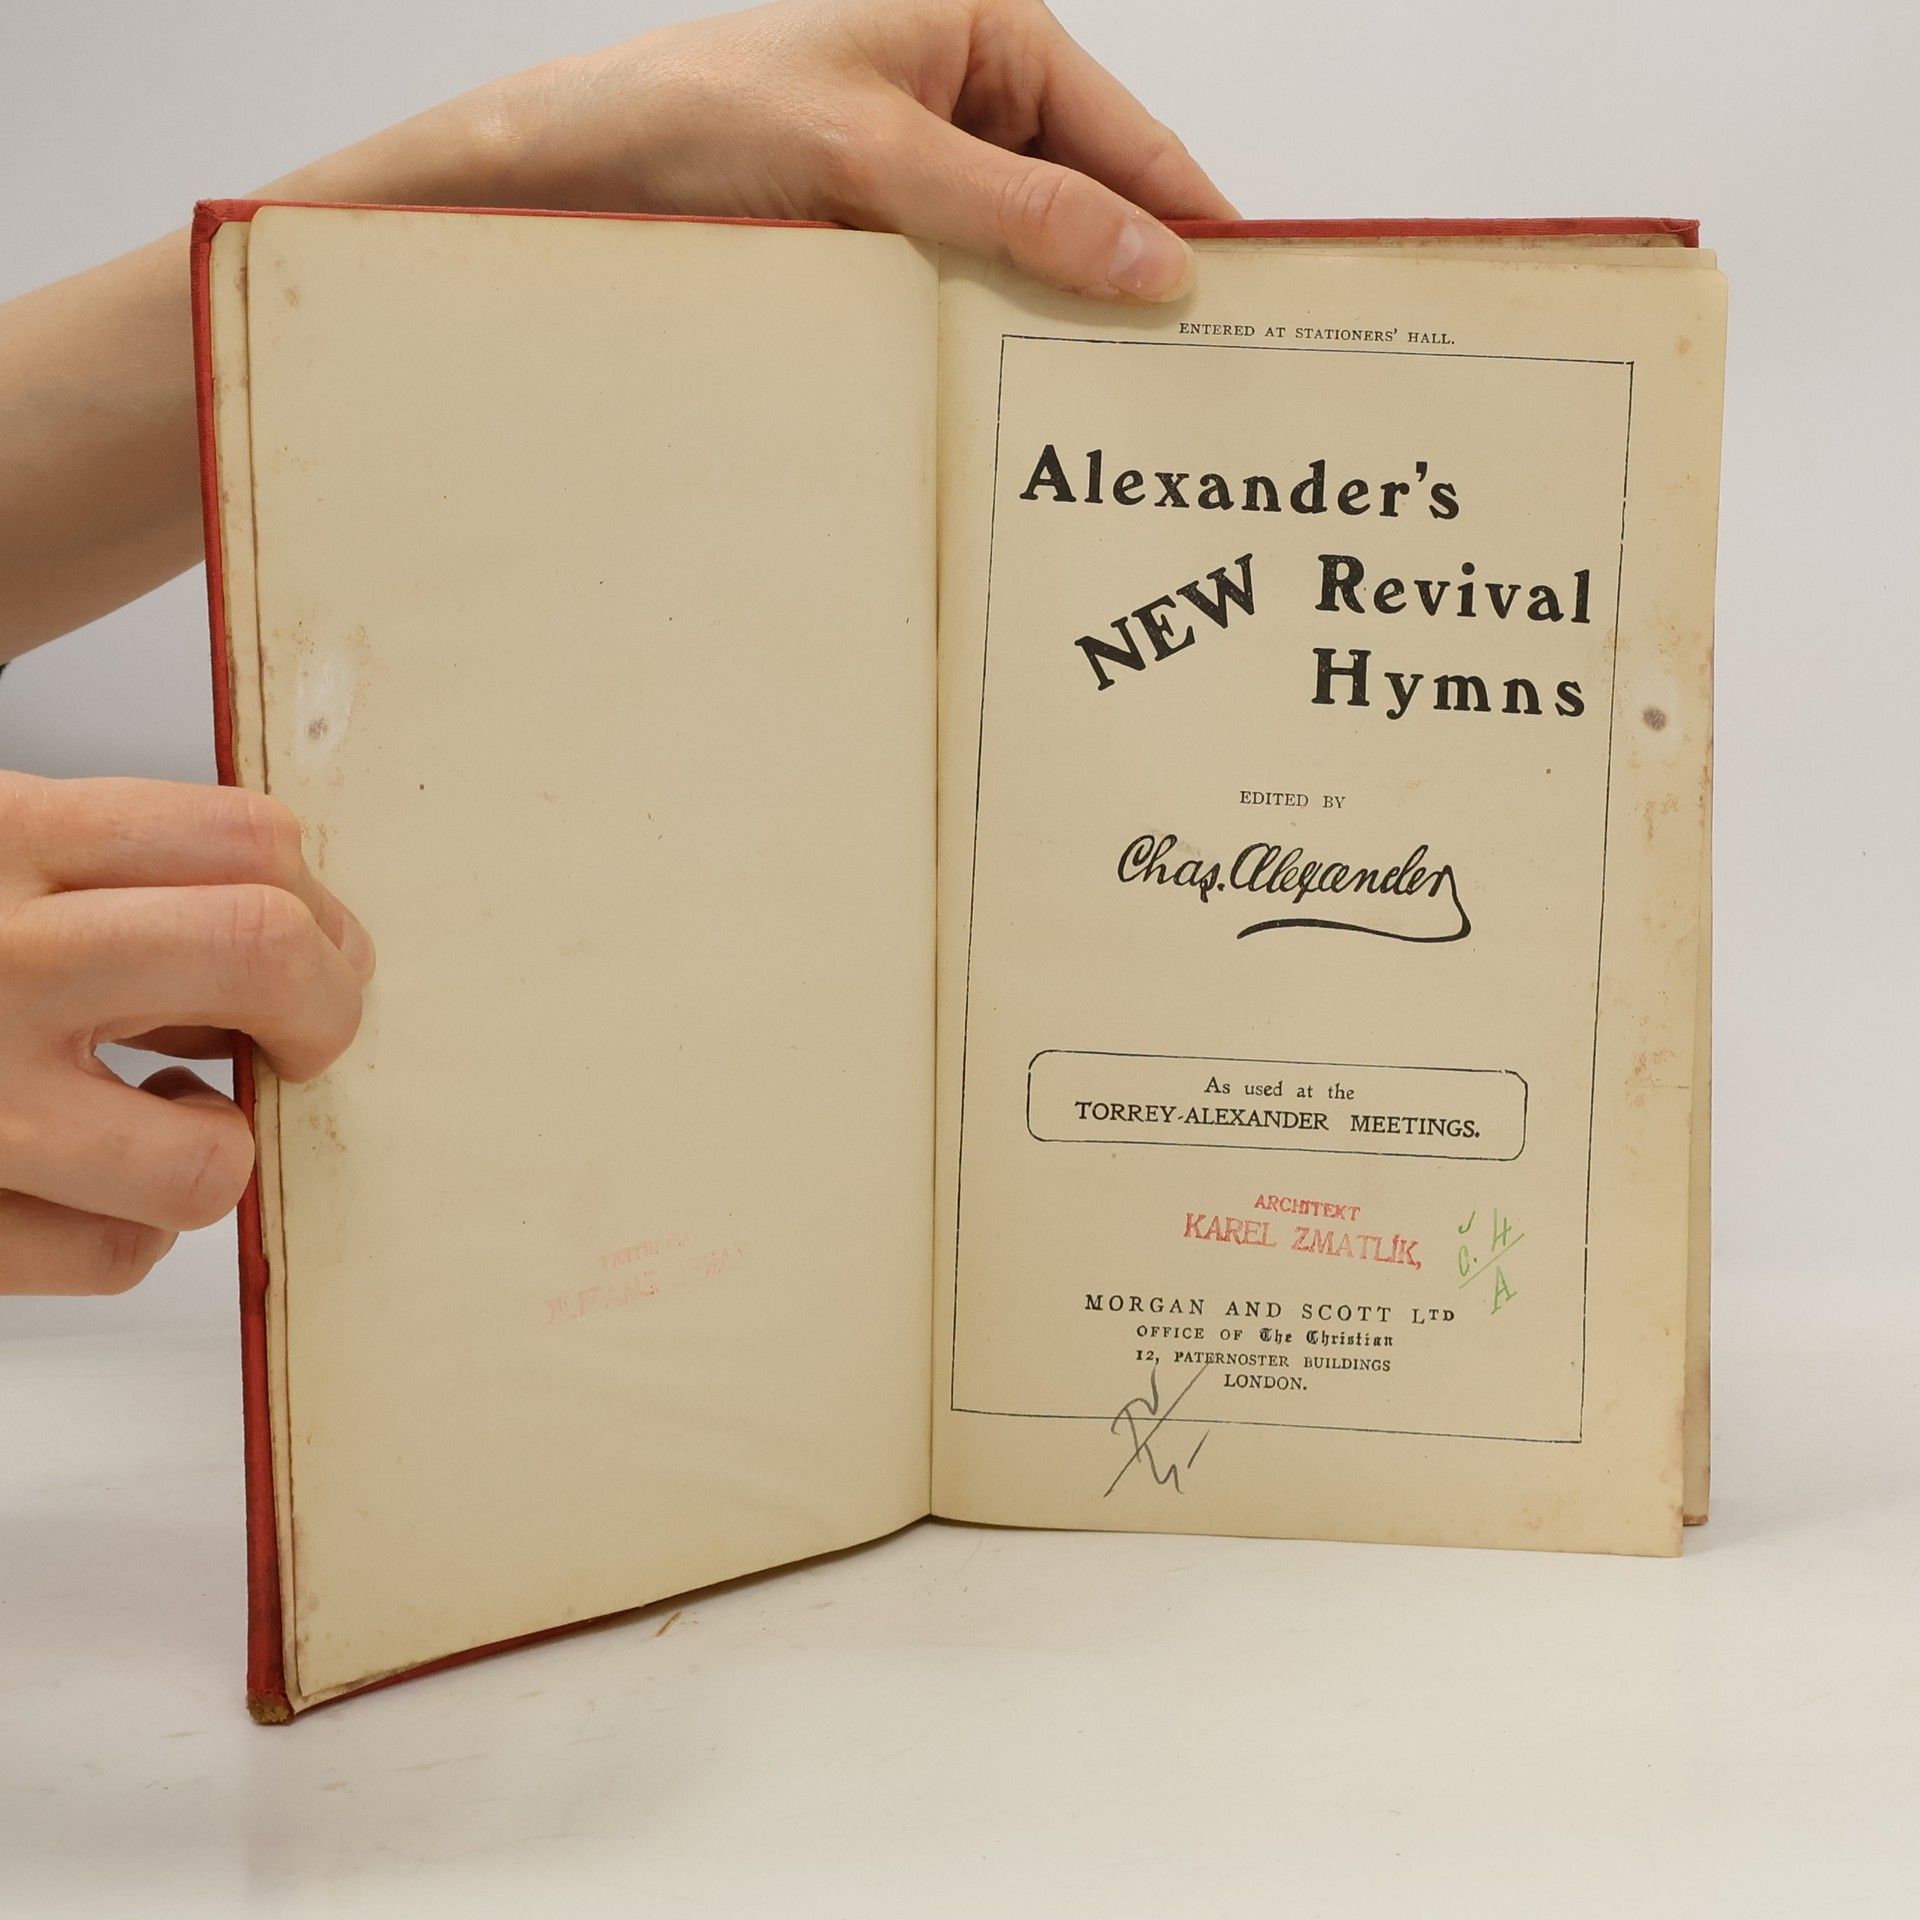 ENTERED AT STATIONERS' HALL.
Alexander's
NEW Revival
Hymns
EDITED BY
Chas. Alexander
As used at the
TORREY-ALEXANDER MEETINGS.
ARCHITEKT
KAREL ZMATLÍK,
C. H
A
MORGAN AND SCOTT LTD
OFFICE OF The Christian
12, PATERNOSTER BUILDINGS
LONDON.